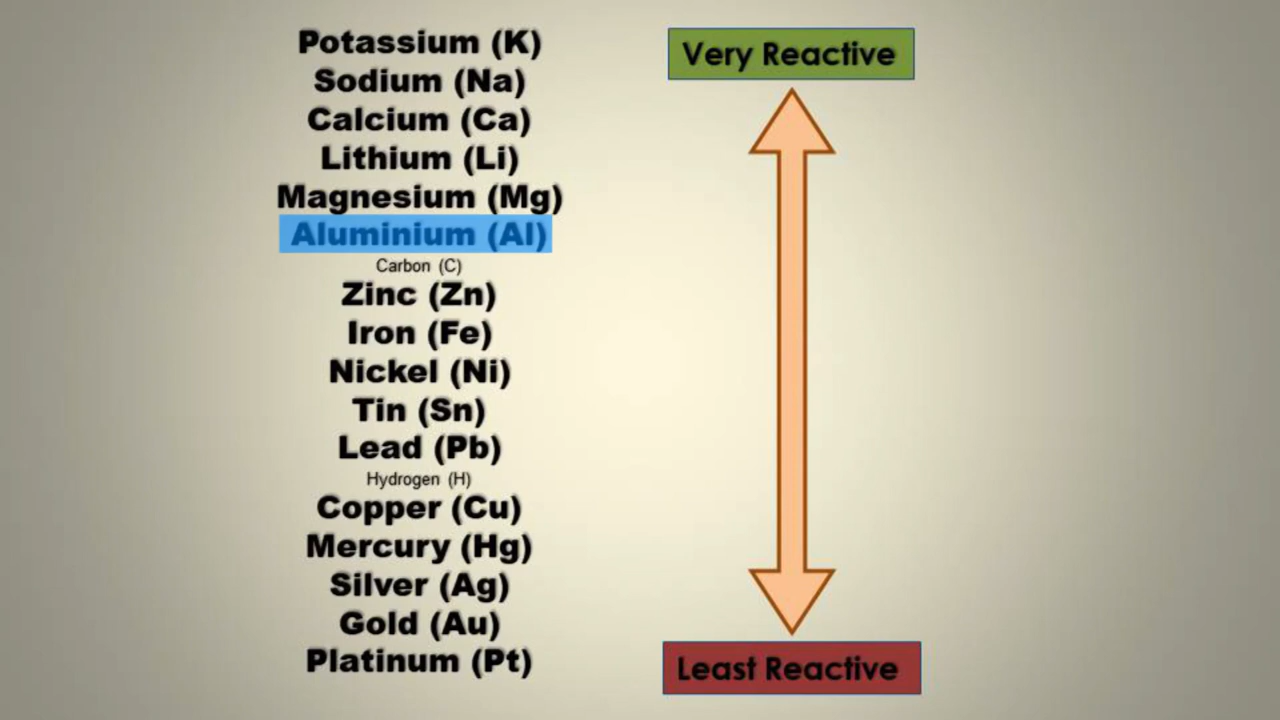 Potassium (K)
Sodium (Na)
Calcium (Ca)
Lithium (Li)
Magnesium (Mg)
Aluminium (Al)
Carbon (C)
Zinc (Zn)
Iron (Fe)
Nickel (Ni)
Tin (Sn)
Lead (Pb)
Hydrogen (H)
Copper (Cu)
Mercury (Hg)
Silver (Ag)
Gold (Au)
Platinum (Pt)
Very Reactive
Least Reactive